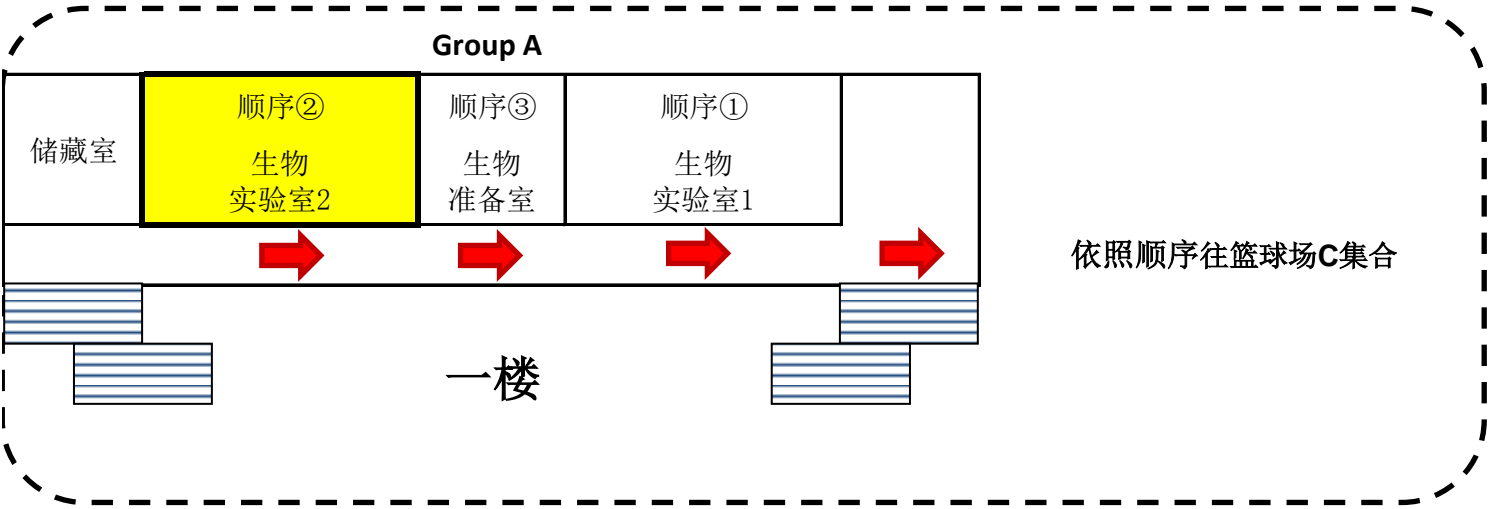 Group A
储藏室
顺序②
生物
实验室2
顺序③
生物
准备室
顺序①
生物
实验室1
依照顺序往篮球场C集合
一楼